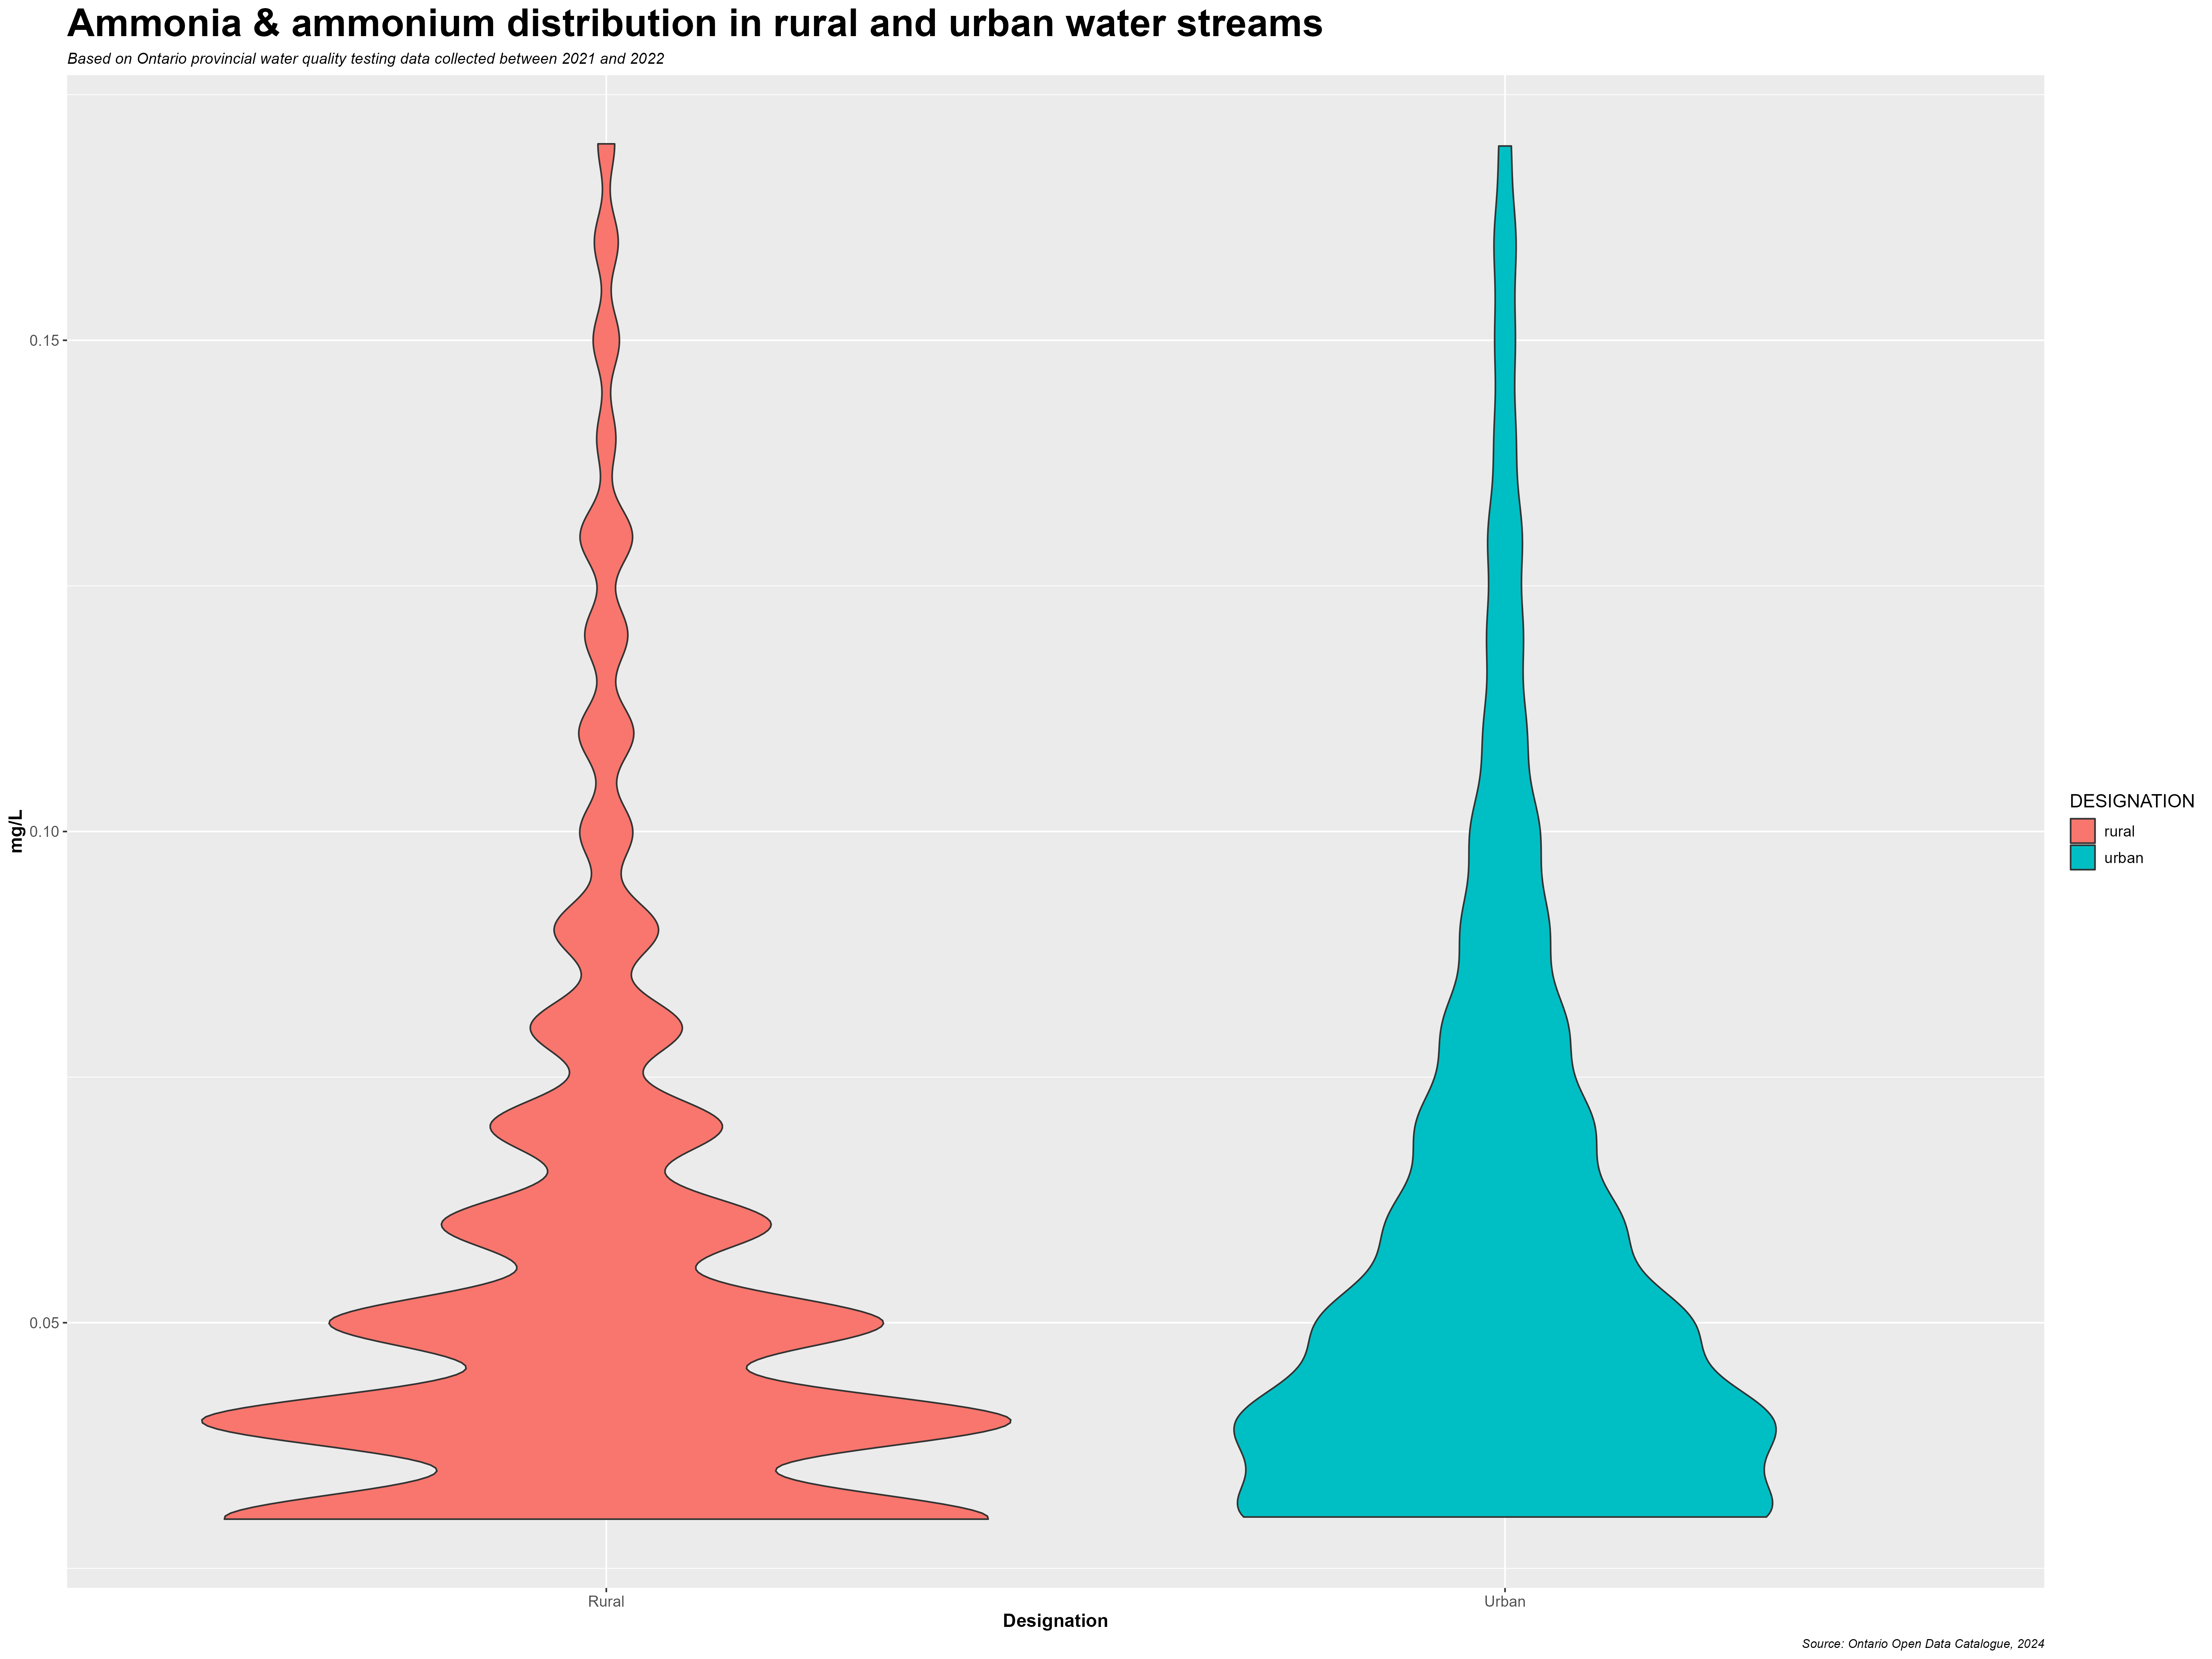 Ammonia & ammonium distribution in rural and urban water streams
Based on Ontario provincial water quality testing data collected between 2021 and 2022
0.15
0.10
0.05
mg/L
Rural
Urban
Designation
DESIGNATION
rural
urban
Source: Ontario Open Data Catalogue, 2024